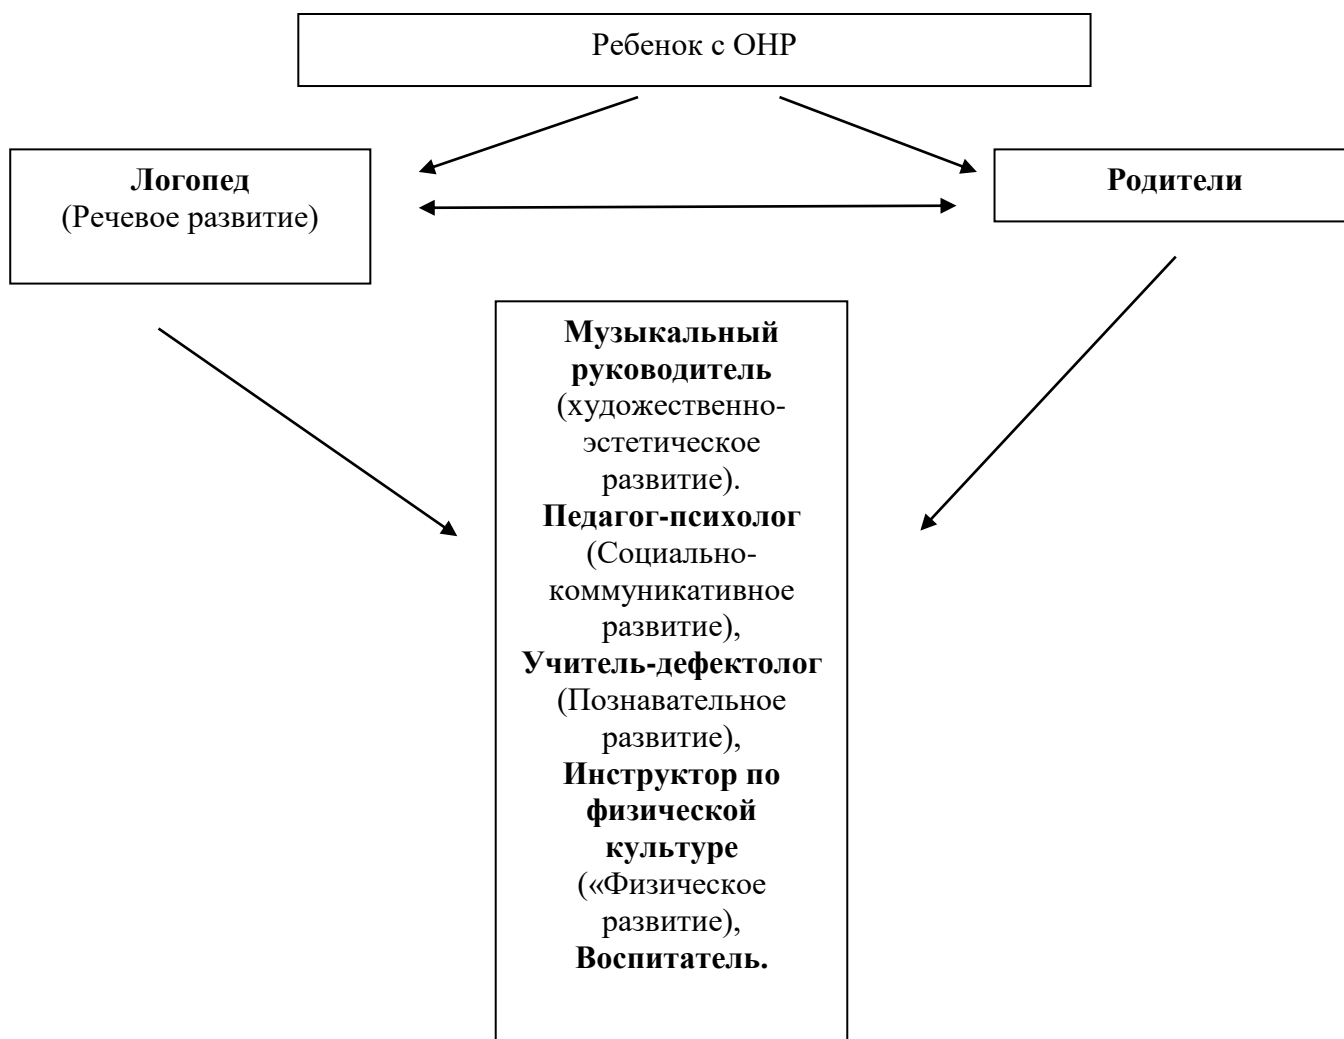 Ребенок с ОНР
Логопед
(Речевое развитие)
Родители
Музыкальный
руководитель
(художественно-
эстетическое
развитие).
Педагог-психолог
(Социально-
коммуникативное
развитие),
Учитель-дефектолог
(Познавательное
развитие),
Инструктор по
физической
культуре
(«Физическое
развитие),
Воспитатель.